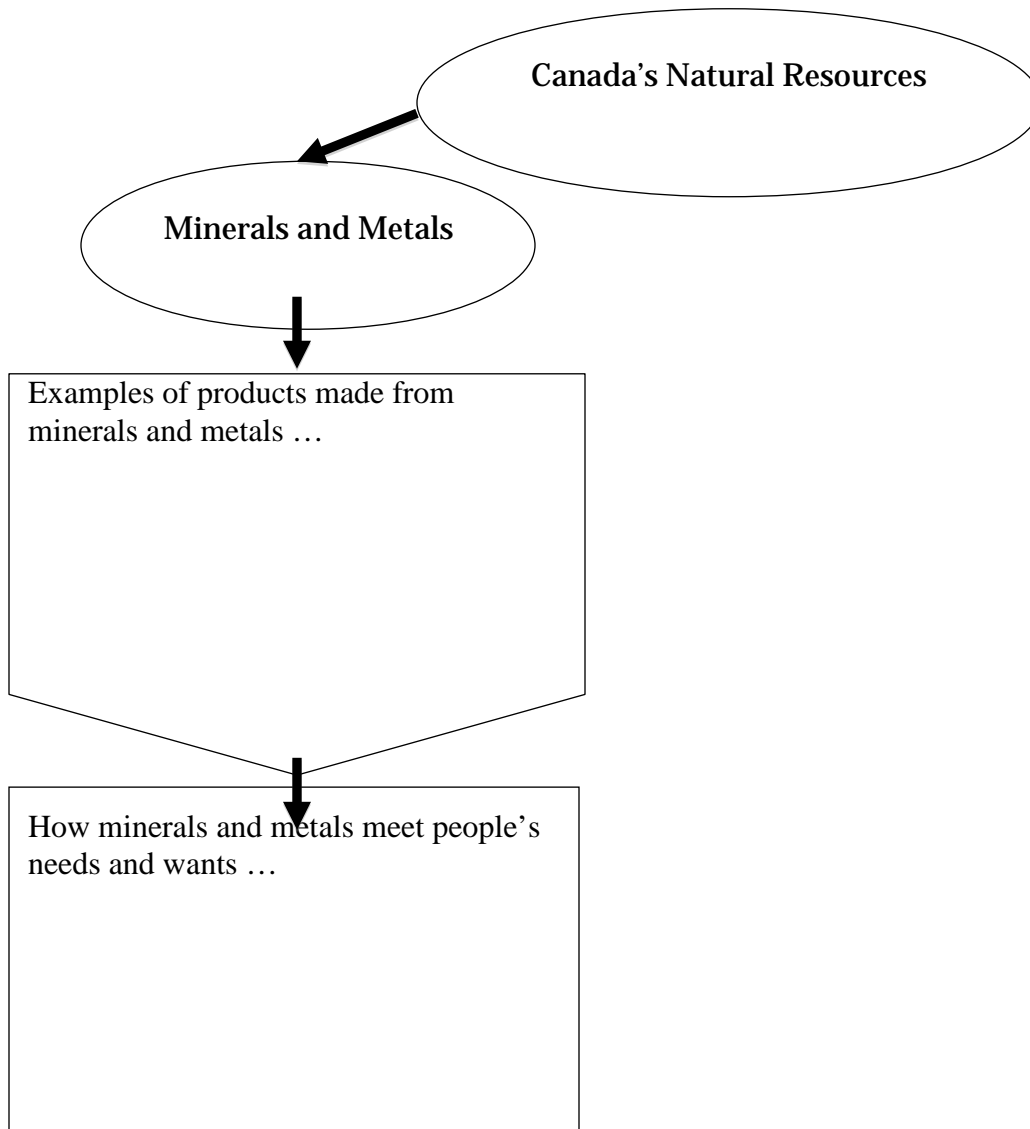 Canada’s Natural Resources
Minerals and Metals
Examples of products made from
minerals and metals …
How minerals and metals meet people’s
needs and wants …